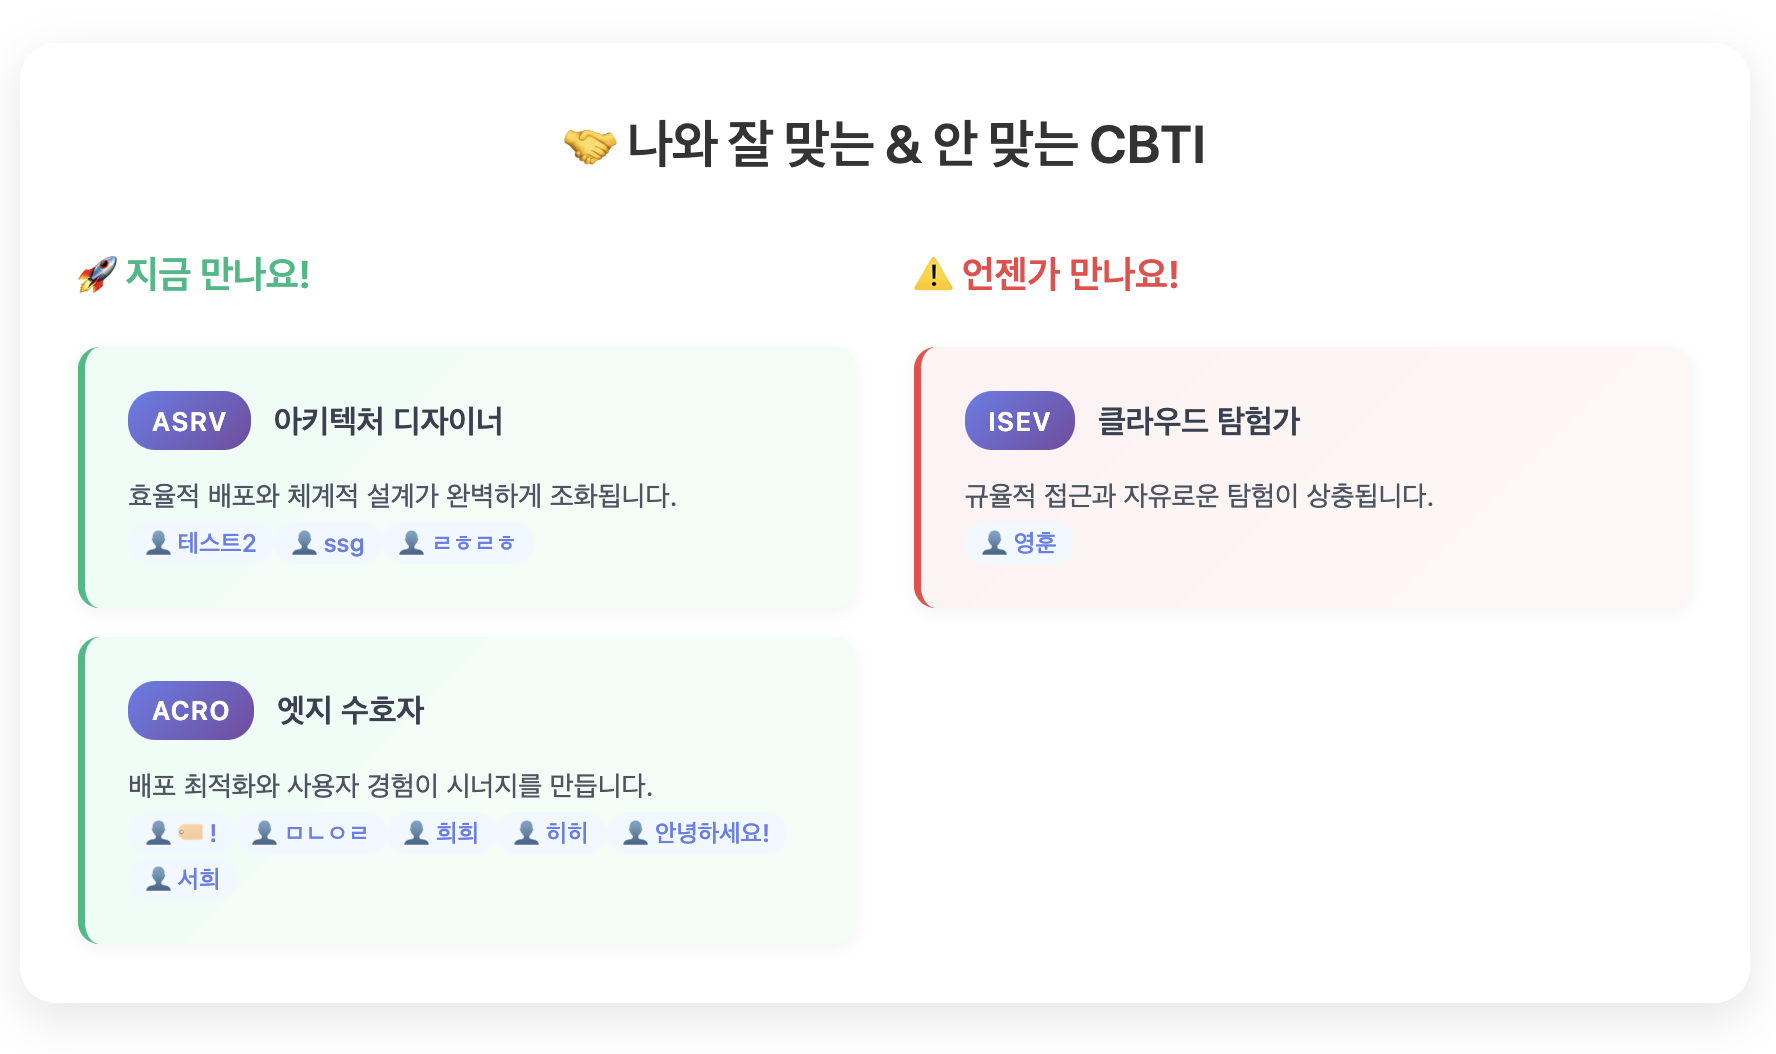 🤝 나와 잘 맞는 & 안 맞는 CBTI
🚀 지금 만나요!
ASRV 아키텍처 디자이너
효율적 배포와 체계적 설계가 완벽하게 조화됩니다.
👤 테스트2 👤 ssg 👤 ㄹㅎㄹㅎ
ACRO 엣지 수호자
배포 최적화와 사용자 경험이 시너지를 만듭니다.
👤 🏷️ ! 👤 ㅁㄴㅇㄹ 👤 희희 👤 히히 👤 안녕하세요!
👤 서희
⚠️ 언젠가 만나요!
ISEV 클라우드 탐험가
규율적 접근과 자유로운 탐험이 상충됩니다.
👤 영훈